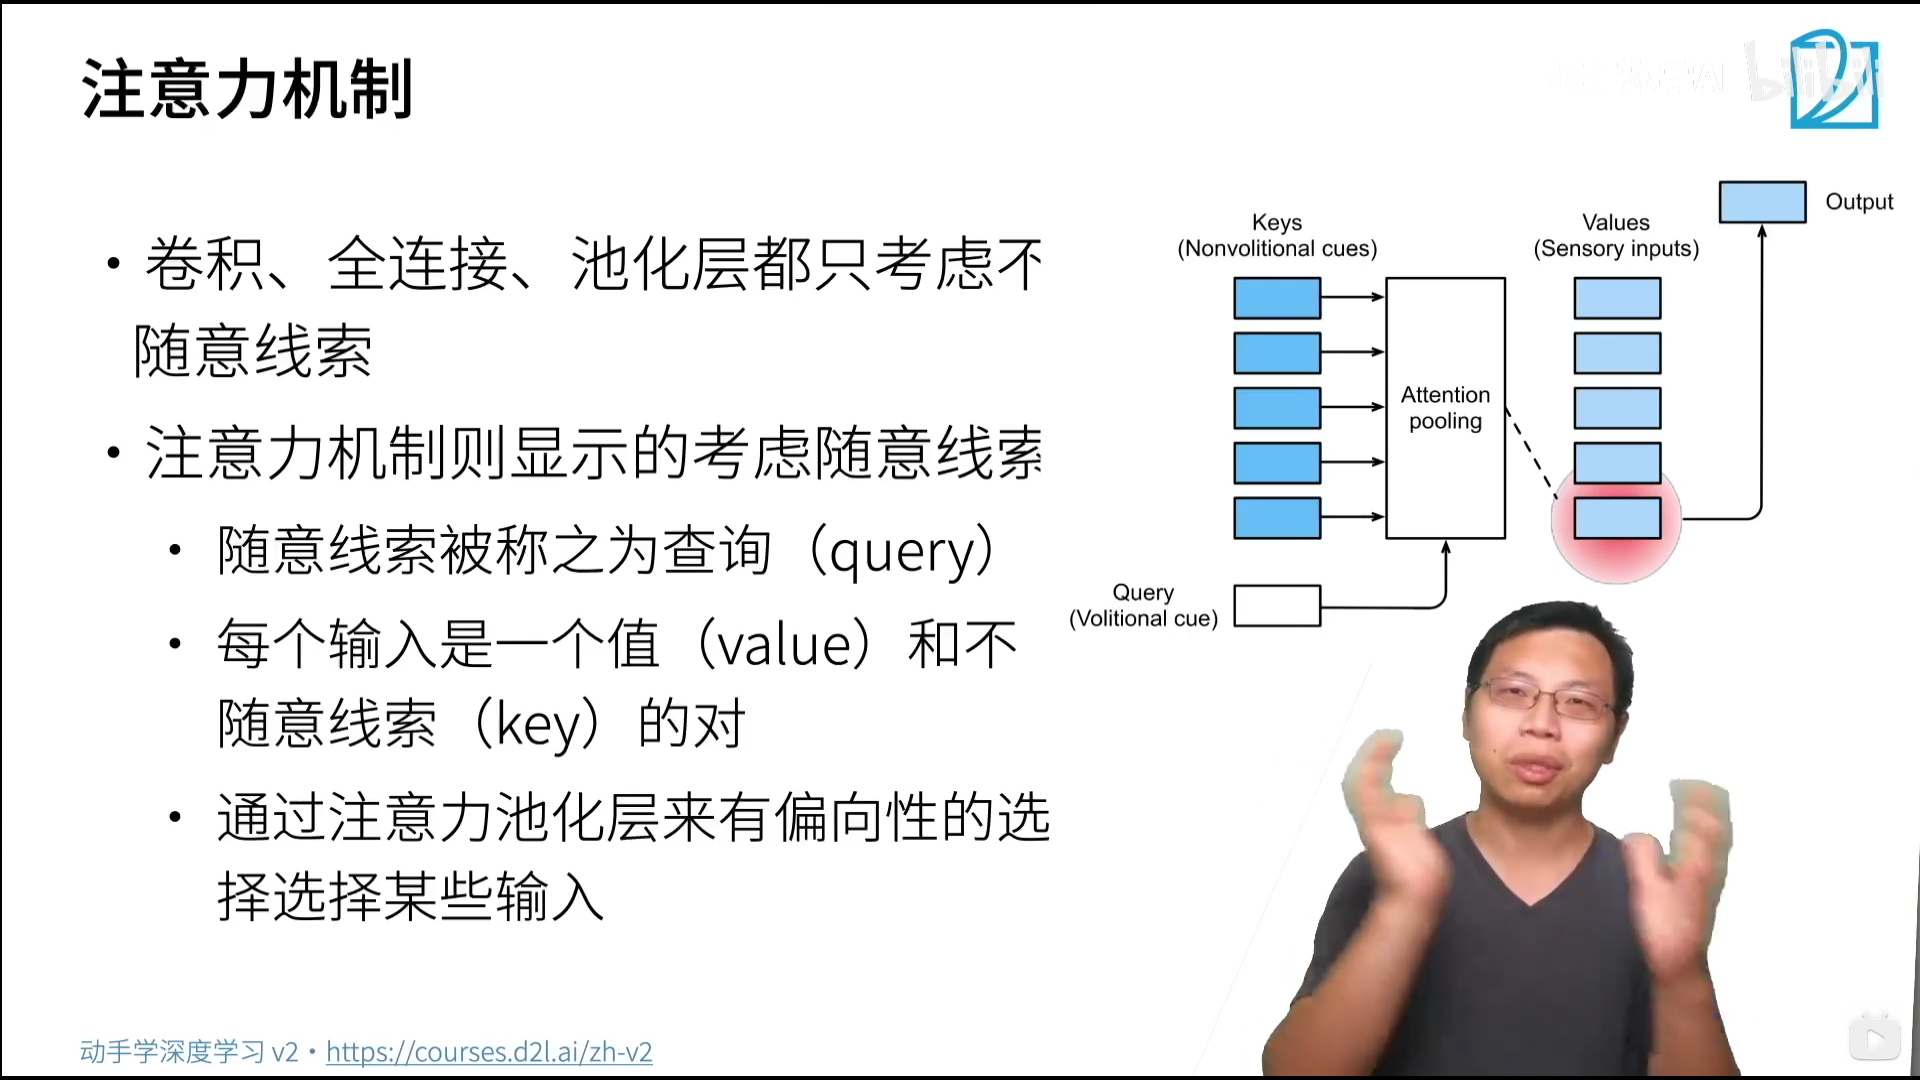 注意力机制
• 卷积、全连接、池化层都只考虑不
随意线索
• 注意力机制则显示的考虑随意线索
• 随意线索被称之为查询（query）
• 每个输入是一个值（value）和不
随意线索（key）的对
• 通过注意力池化层来有偏向性的选
择选择某些输入
Keys
(Nonvolitional cues)
Values
(Sensory inputs)
Output
Attention
pooling
Query
(Volitional cue)
动手学深度学习 v2 • https://courses.d2l.ai/zh-v2
bilibili